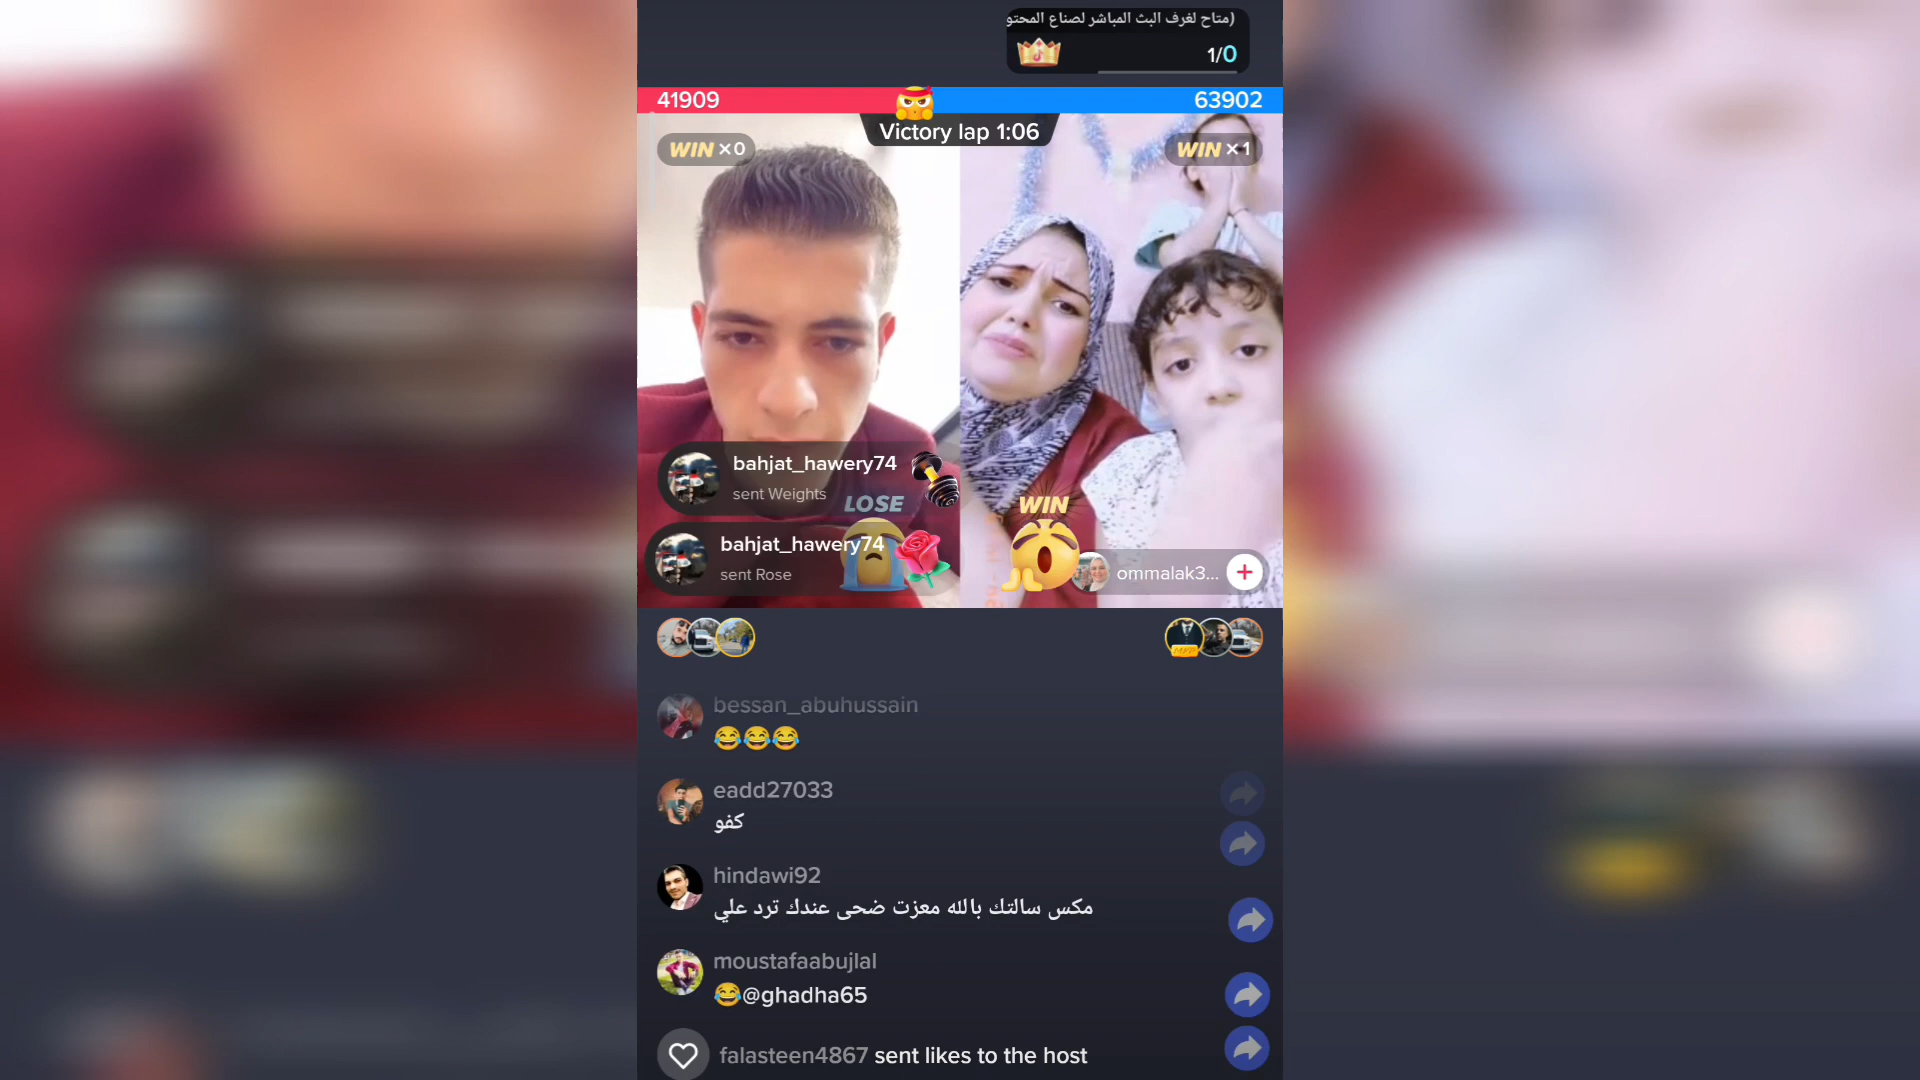 (متاح لغرف البث المباشر لصناع المحتو
1/0
41909
63902
Victory lap 1:06
WIN ×0
WIN ×1
bahjat_hawery74
sent Weights
LOSE
WIN
bahjat_hawery74
sent Rose
ommalak3...
bessan_abuhussain
😂😂😂
eadd27033
كفو
hindawi92
مكس سالتك بالله معزت ضحى عندك ترد علي
moustafaabujlal
😂@ghadha65
falasteen4867 sent likes to the host